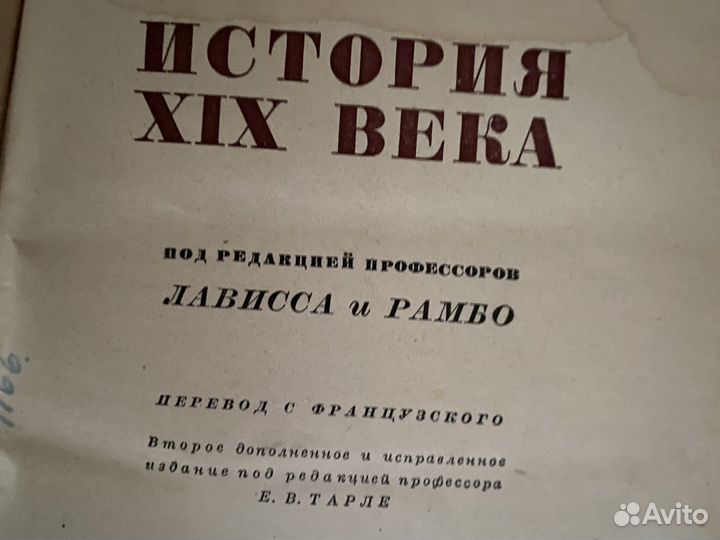 ИСТОРИЯ
XIX ВЕКА
ПОД РЕДАКЦИЕЙ ПРОФЕССОРОВ
ЛАВИССА и РАМБО
ПЕРЕВОД С ФРАНЦУЗСКОГО
Второе дополненное и исправленное
издание под редакцией профессора
Е. В. ТАРЛЕ
1166.
Avito